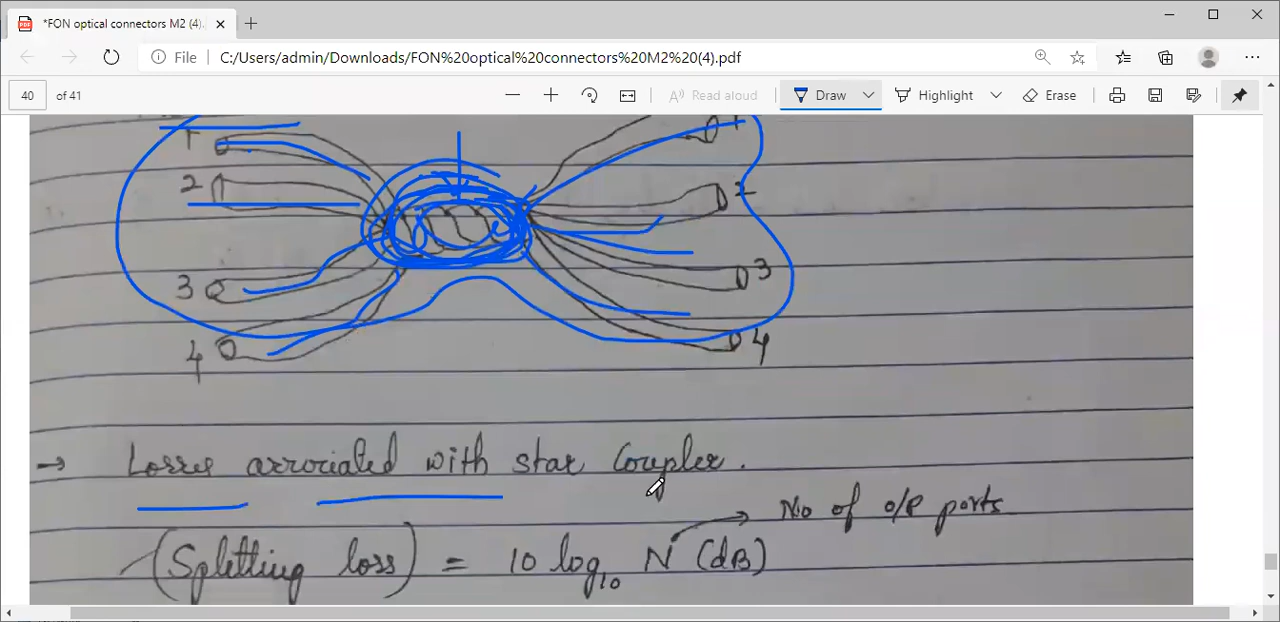 *FON optical connectors M2 (4).
File
C:/Users/admin/Downloads/FON%20optical%20connectors%20M2%20(4).pdf
40 of 41
Read aloud
Draw
Highlight
Erase
1
1
2
2
3
3
4
4
→ Losses associated with star Coupler.
No of o/p ports
(Splitting loss) = 10 log₁₀ N (dB)